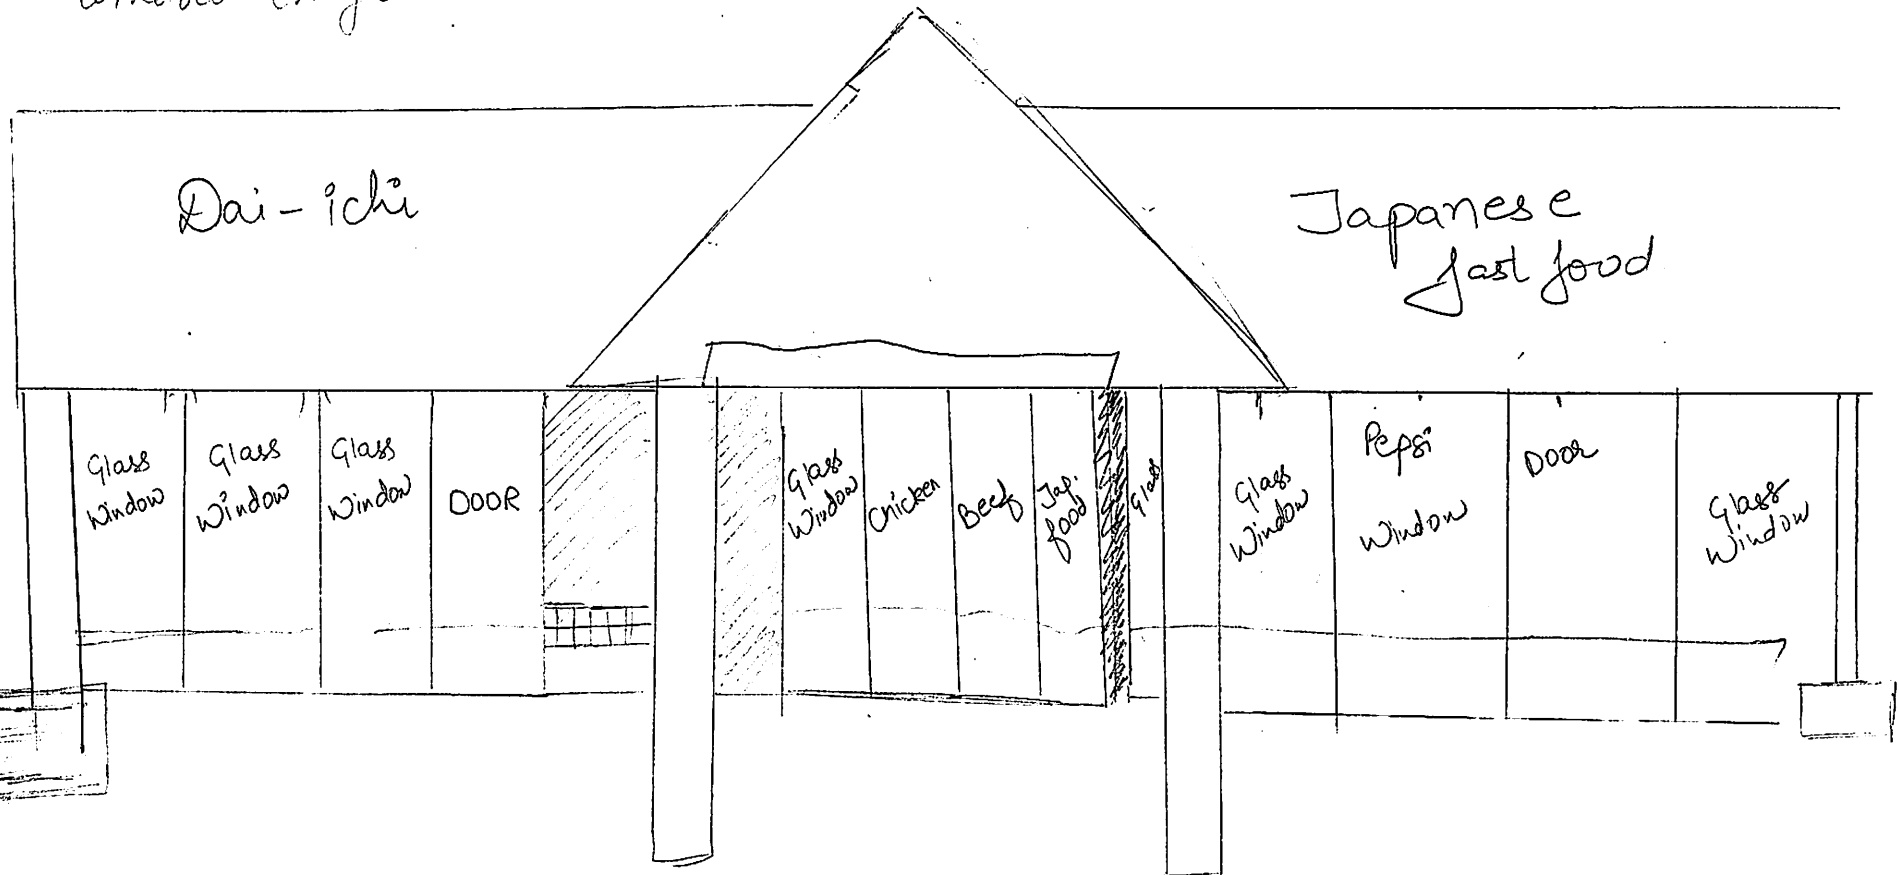 Dai-ichi
Japanese
fast food
Glass
Window
Glass
Window
Glass
Window
DOOR
Glass
Window
Chicken
Beef
Jap.
food
Glass
Glass
Window
Pepsi
Window
DOOR
Glass
Window